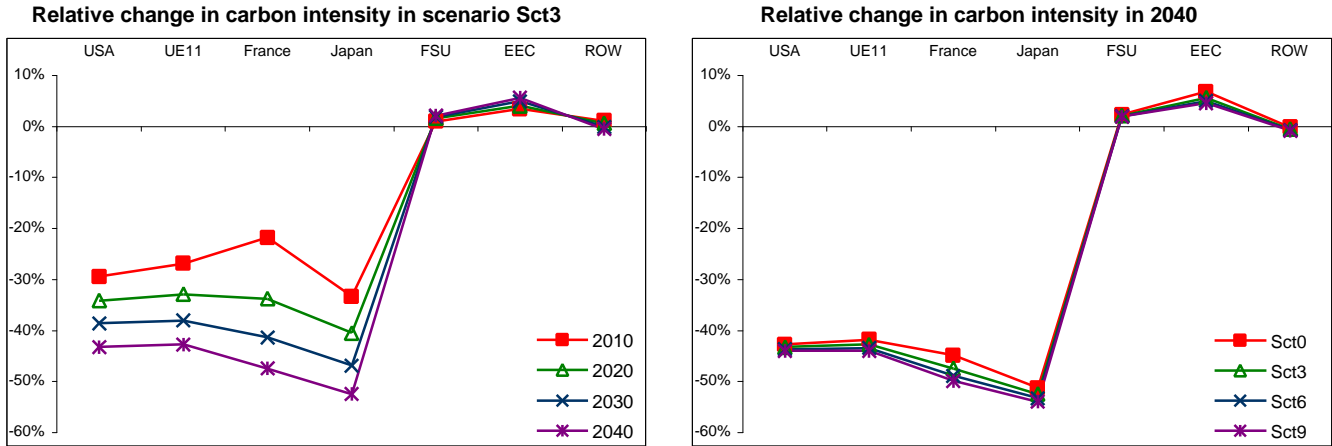 Relative change in carbon intensity in scenario Sct3
USA UE11 France Japan FSU EEC ROW
10%
0%
-10%
-20%
-30%
-40%
-50%
-60%
2010
2020
2030
2040
Relative change in carbon intensity in 2040
USA UE11 France Japan FSU EEC ROW
10%
0%
-10%
-20%
-30%
-40%
-50%
-60%
Sct0
Sct3
Sct6
Sct9